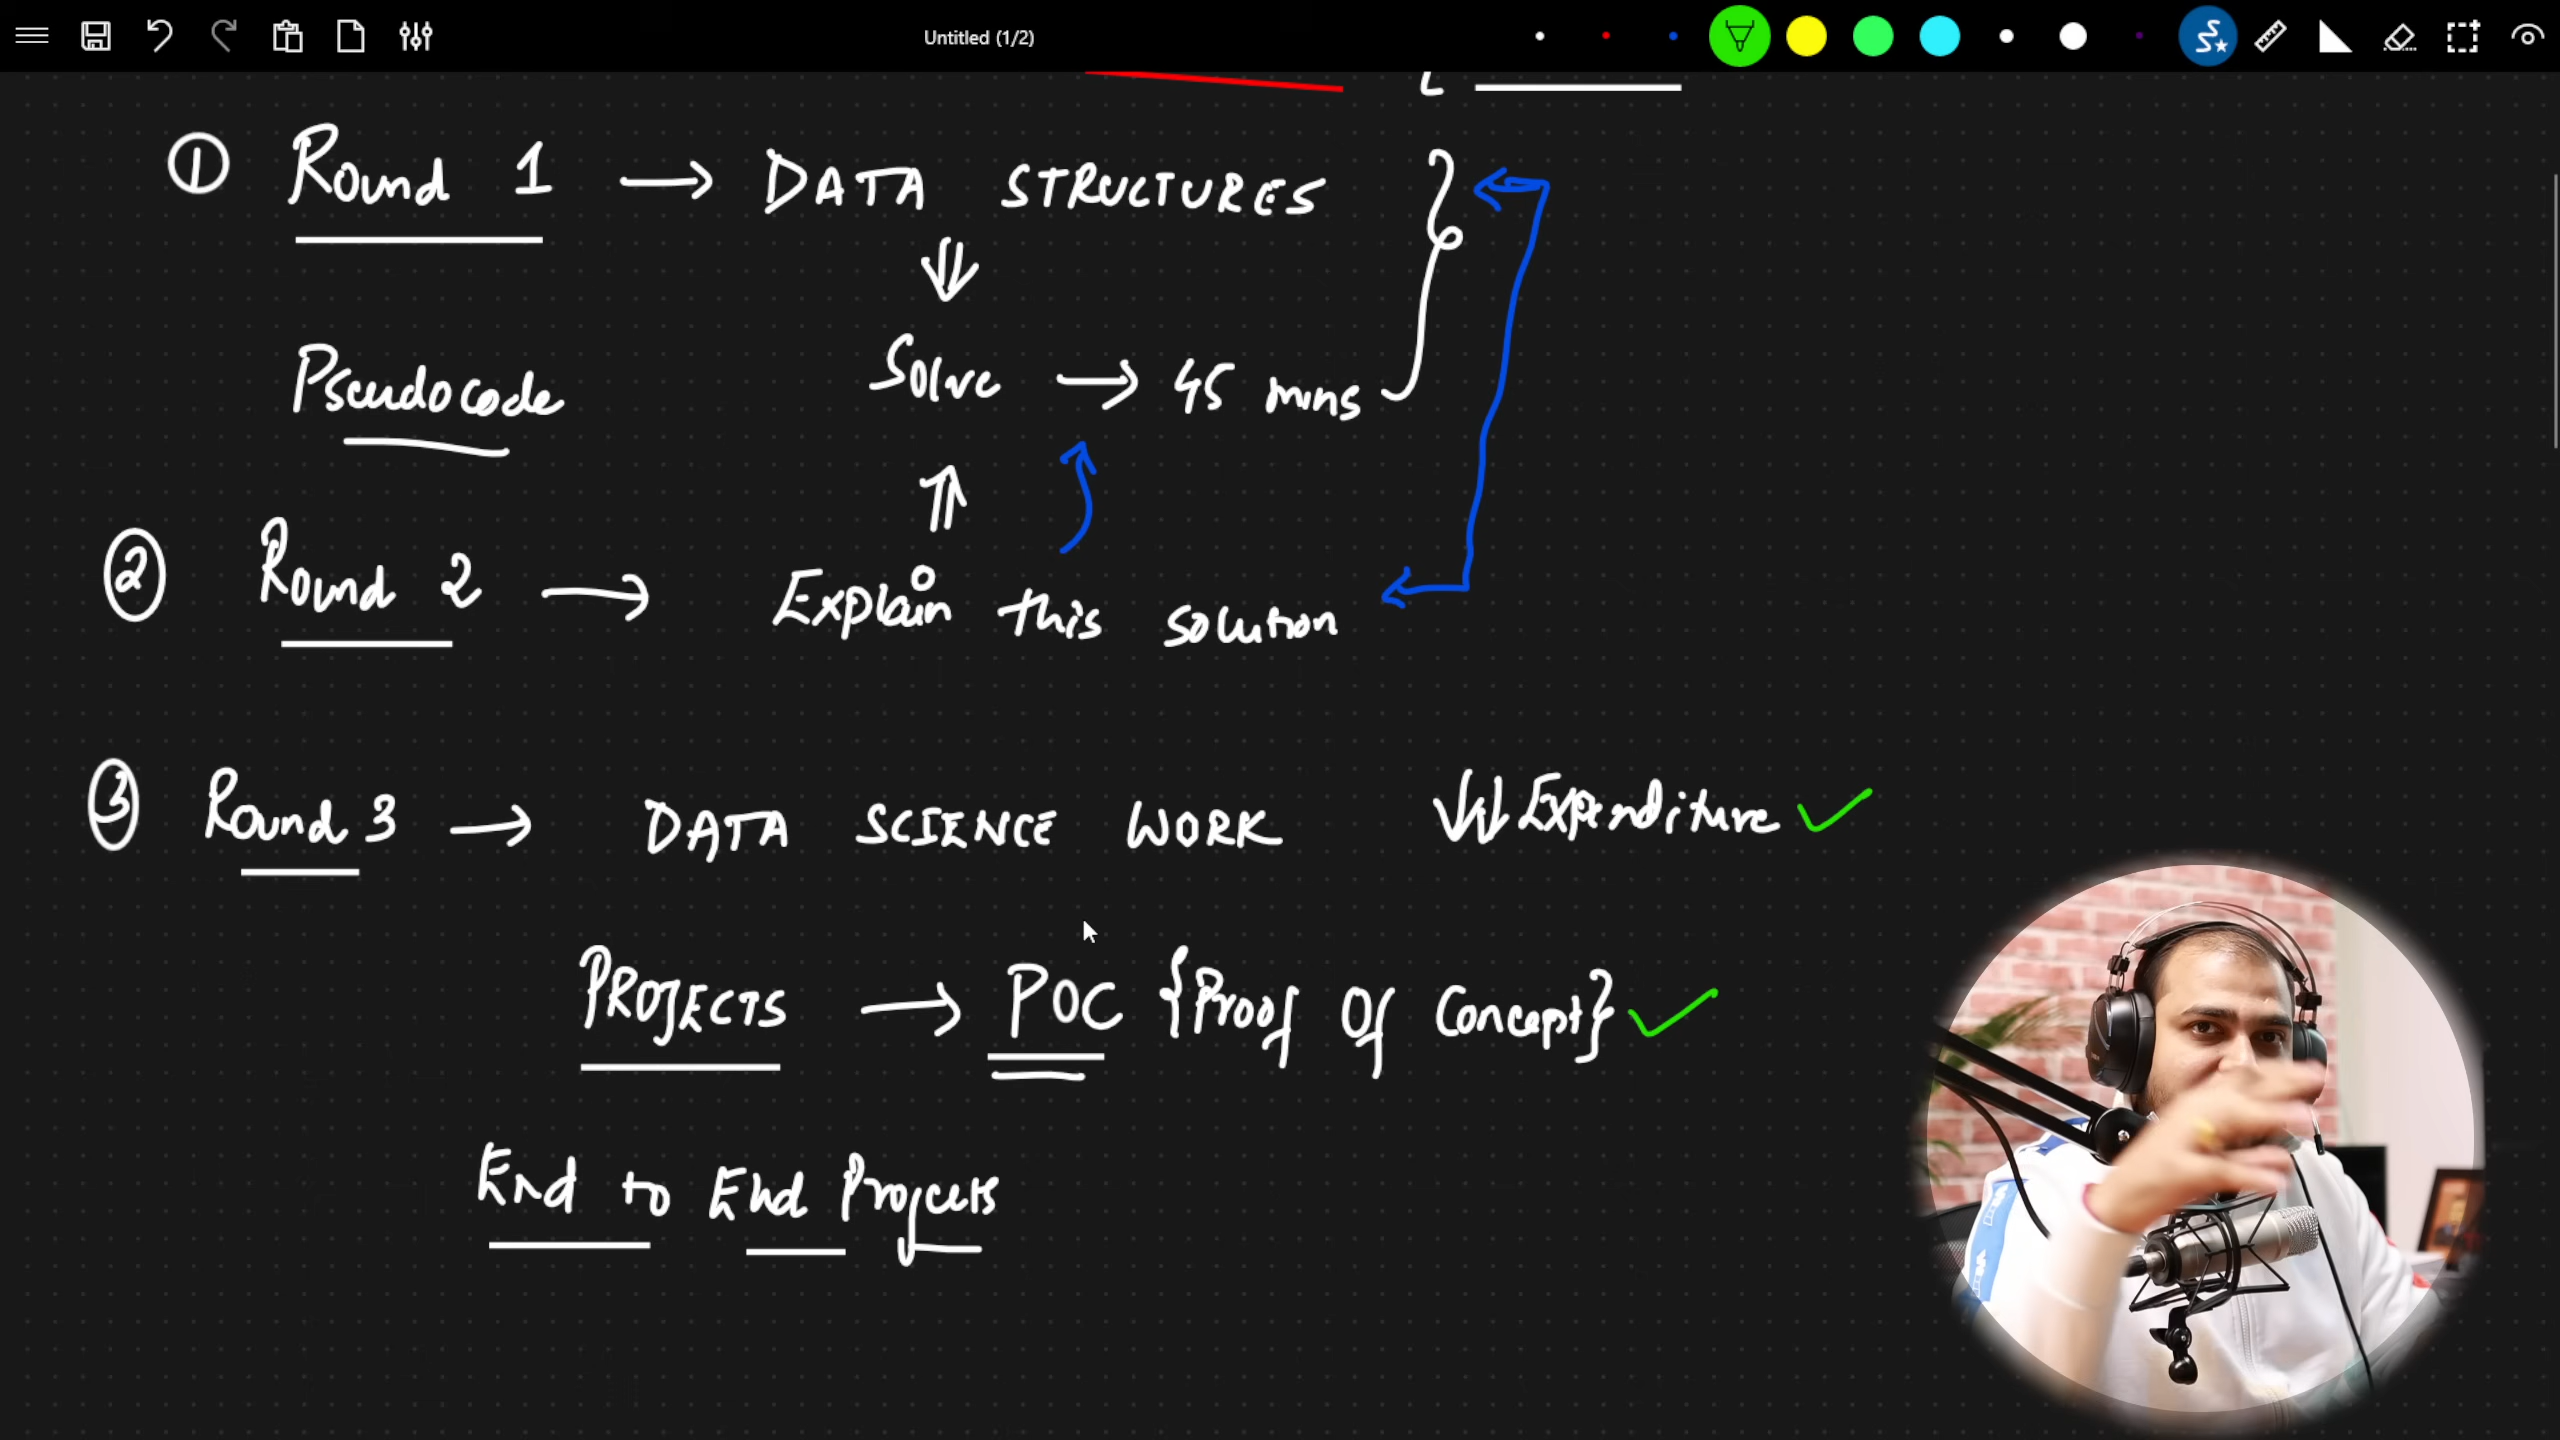 Untitled (1/2)
① Round 1 → DATA STRUCTURES
Pseudocode
Solve → 45 mins
② Round 2 → Explain this solution
③ Round 3 → DATA SCIENCE WORK ↓↓↓ Expenditure ✓
PROJECTS → POC {Proof Of Concept} ✓
End to End Projects